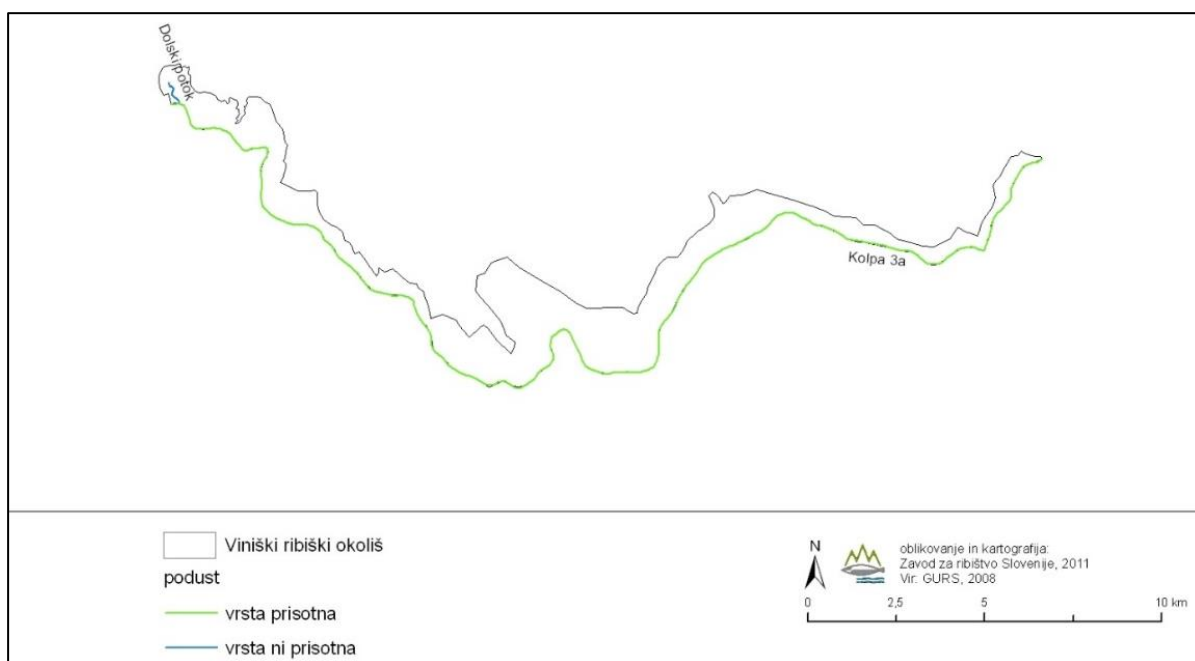 Dolski potok
Kolpa 3a
Viniški ribiški okoliš
podust
vrsta prisotna
vrsta ni prisotna
N
oblikovanje in kartografija:
Zavod za ribištvo Slovenije, 2011
Vir: GURS, 2008
0 2,5 5 10 km